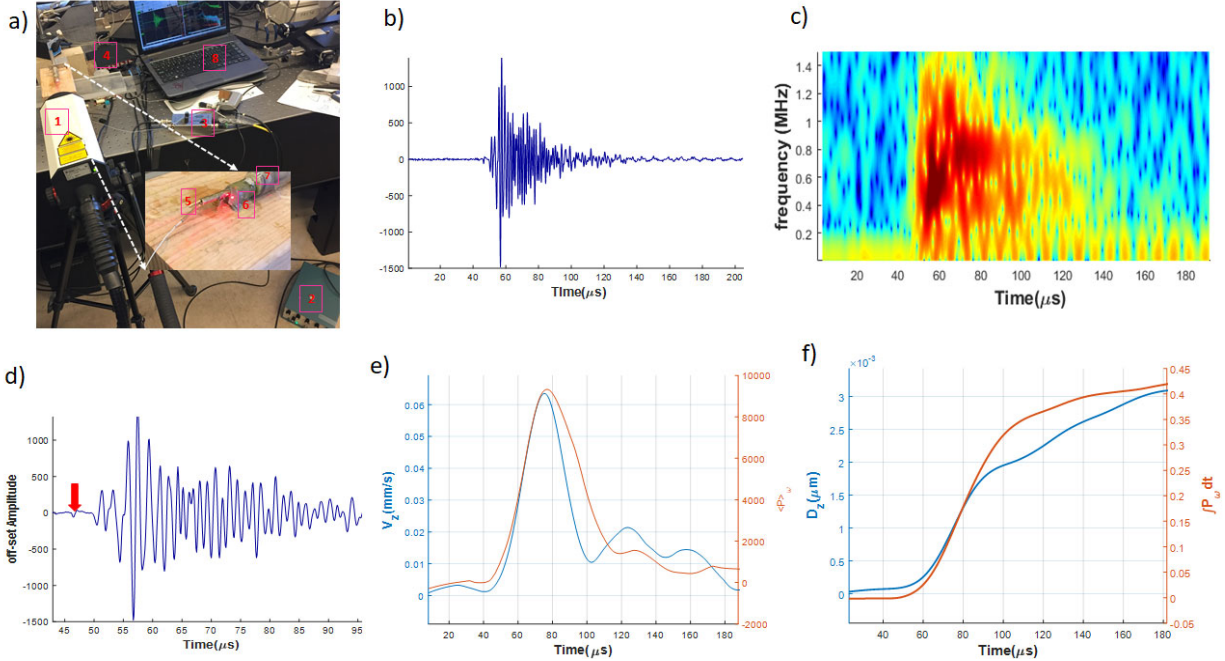 a)
4
8
1
3
7
5
6
2
b)
1000
500
0
-500
-1000
-1500
0 20 40 60 80 100 120 140 160 180 200
TIme(μs)
c)
frequency (MHz)
1.4
1.2
1
0.8
0.6
0.4
0.2
20 40 60 80 100 120 140 160 180
Time(μs)
d)
off-set Amplitude
1000
500
0
-500
-1000
-1500
45 50 55 60 65 70 75 80 85 90 95
Time(μs)
e)
V_z(mm/s)
0.06
0.05
0.04
0.03
0.02
0.01
0
10000
8000
6000
4000
2000
0
-2000
<P>_ω
20 40 60 80 100 120 140 160 180
Time(μs)
f)
×10⁻³
D_z(μm)
3
2.5
2
1.5
1
0.5
0
0.45
0.4
0.35
0.30
0.25
0.20
0.15
0.10
0.05
0
-0.05
∫P_ω dt
40 60 80 100 120 140 160 180
Time(μs)